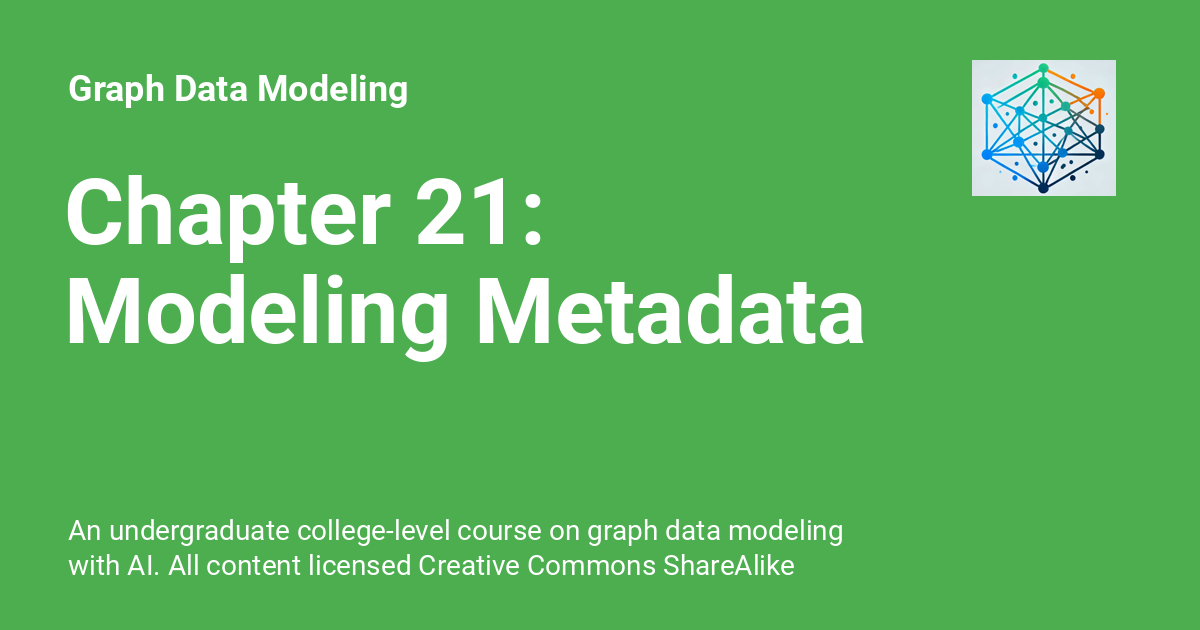 Graph Data Modeling
Chapter 21:
Modeling Metadata
An undergraduate college-level course on graph data modeling
with AI. All content licensed Creative Commons ShareAlike